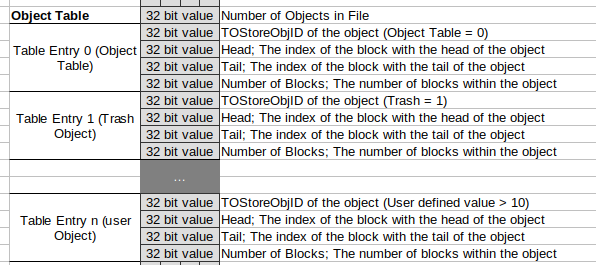 Object Table 32 bit value Number of Objects in File
32 bit value TOStoreObjID of the object (Object Table = 0)
Table Entry 0 (Object 32 bit value Head; The index of the block with the head of the object
Table) 32 bit value Tail; The index of the block with the tail of the object
32 bit value Number of Blocks; The number of blocks within the object
32 bit value TOStoreObjID of the object (Trash = 1)
Table Entry 1 (Trash 32 bit value Head; The index of the block with the head of the object
Object) 32 bit value Tail; The index of the block with the tail of the object
32 bit value Number of Blocks; The number of blocks within the object
...
32 bit value TOStoreObjID of the object (User defined value > 10)
Table Entry n (user 32 bit value Head; The index of the block with the head of the object
Object) 32 bit value Tail; The index of the block with the tail of the object
32 bit value Number of Blocks; The number of blocks within the object